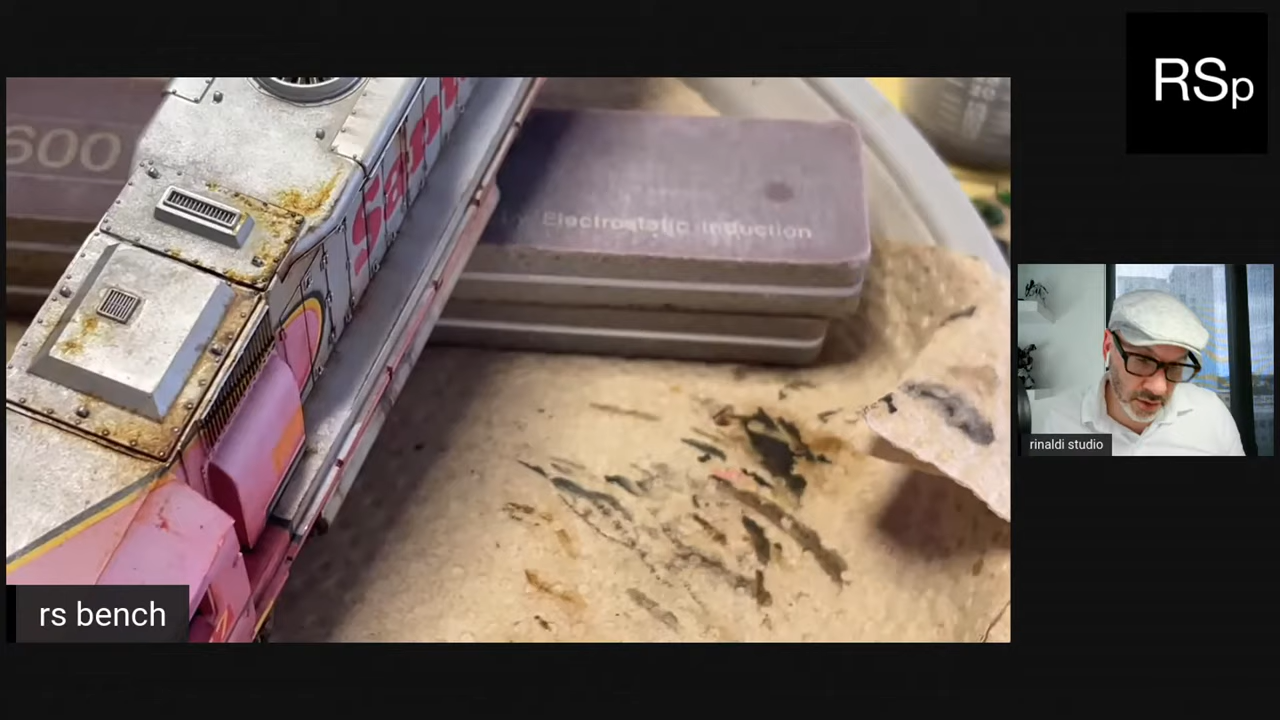 RSp
600
Electrostatic Induction
rinaldi studio
rs bench